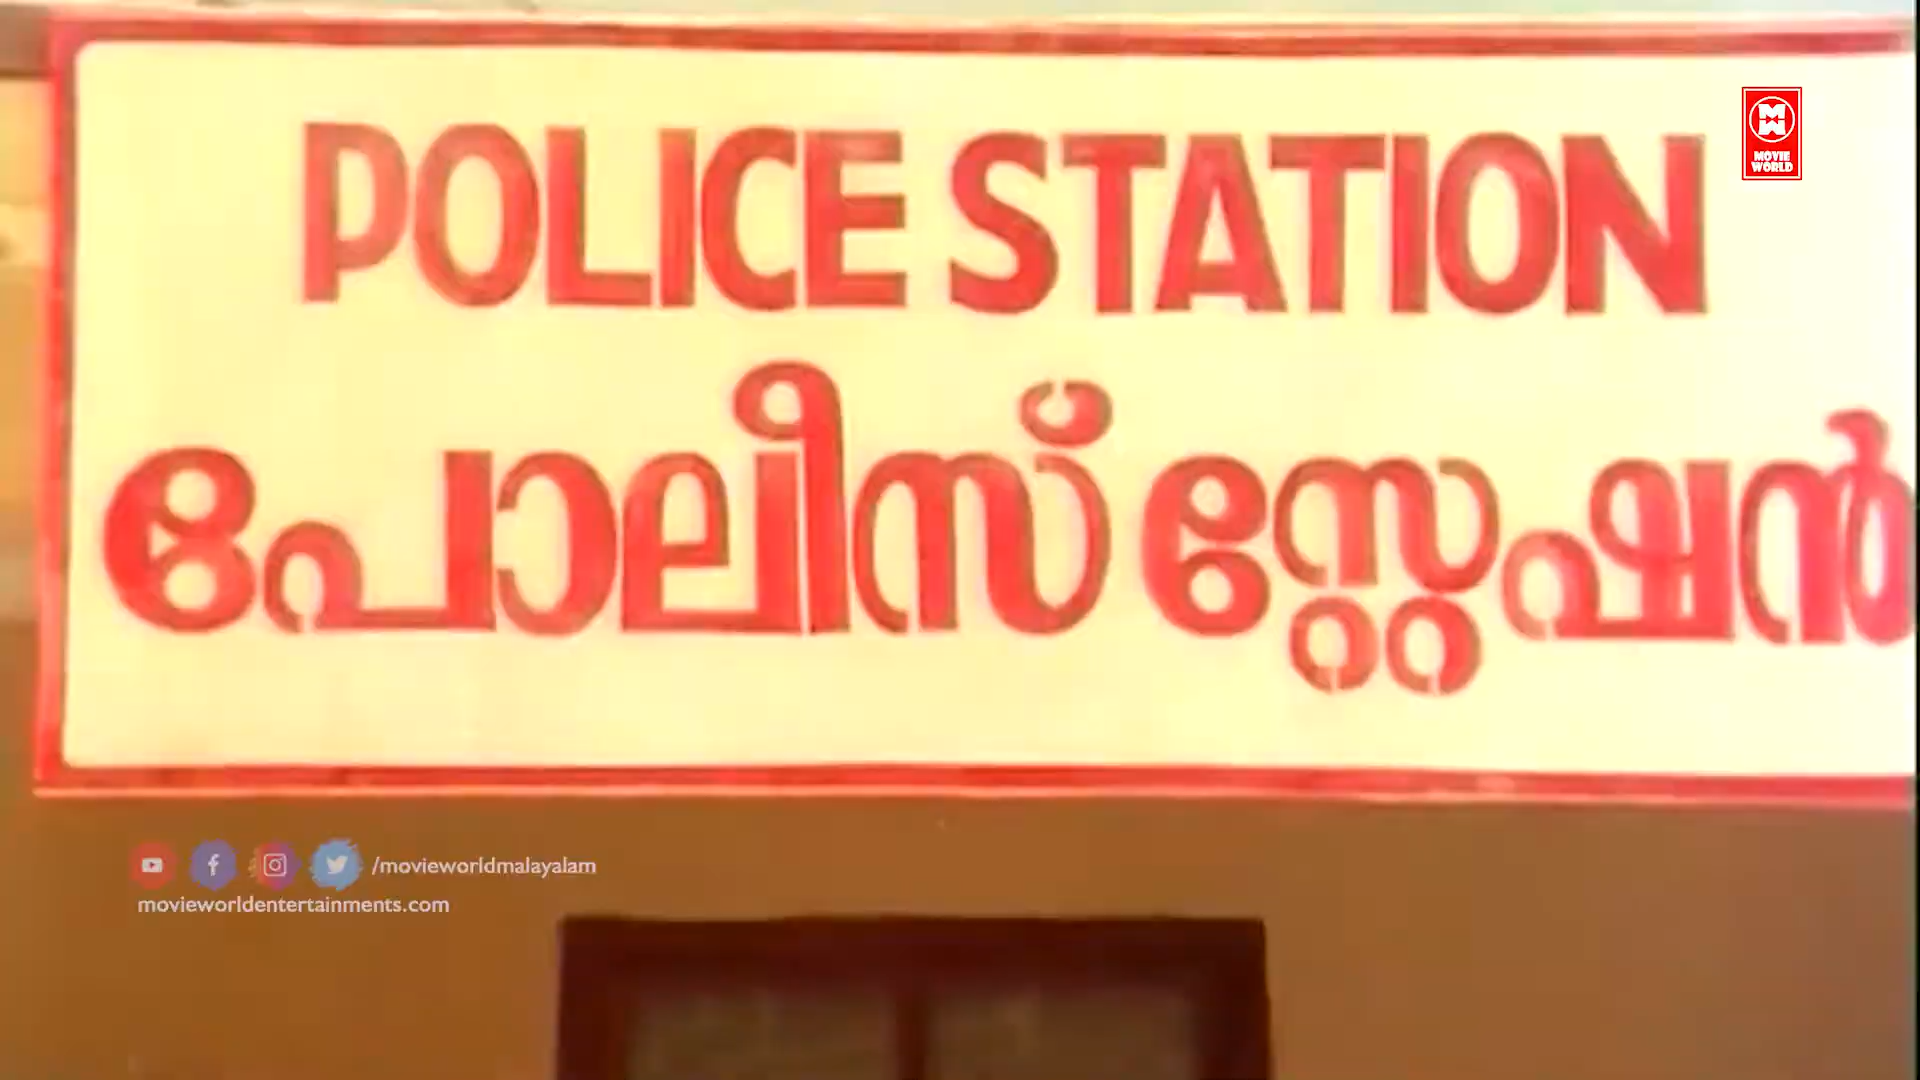 POLICE STATION
MOVIE
WORLD
പോലീസ് സ്റ്റേഷൻ
/movieworldmalayalam
movieworldentertainments.com